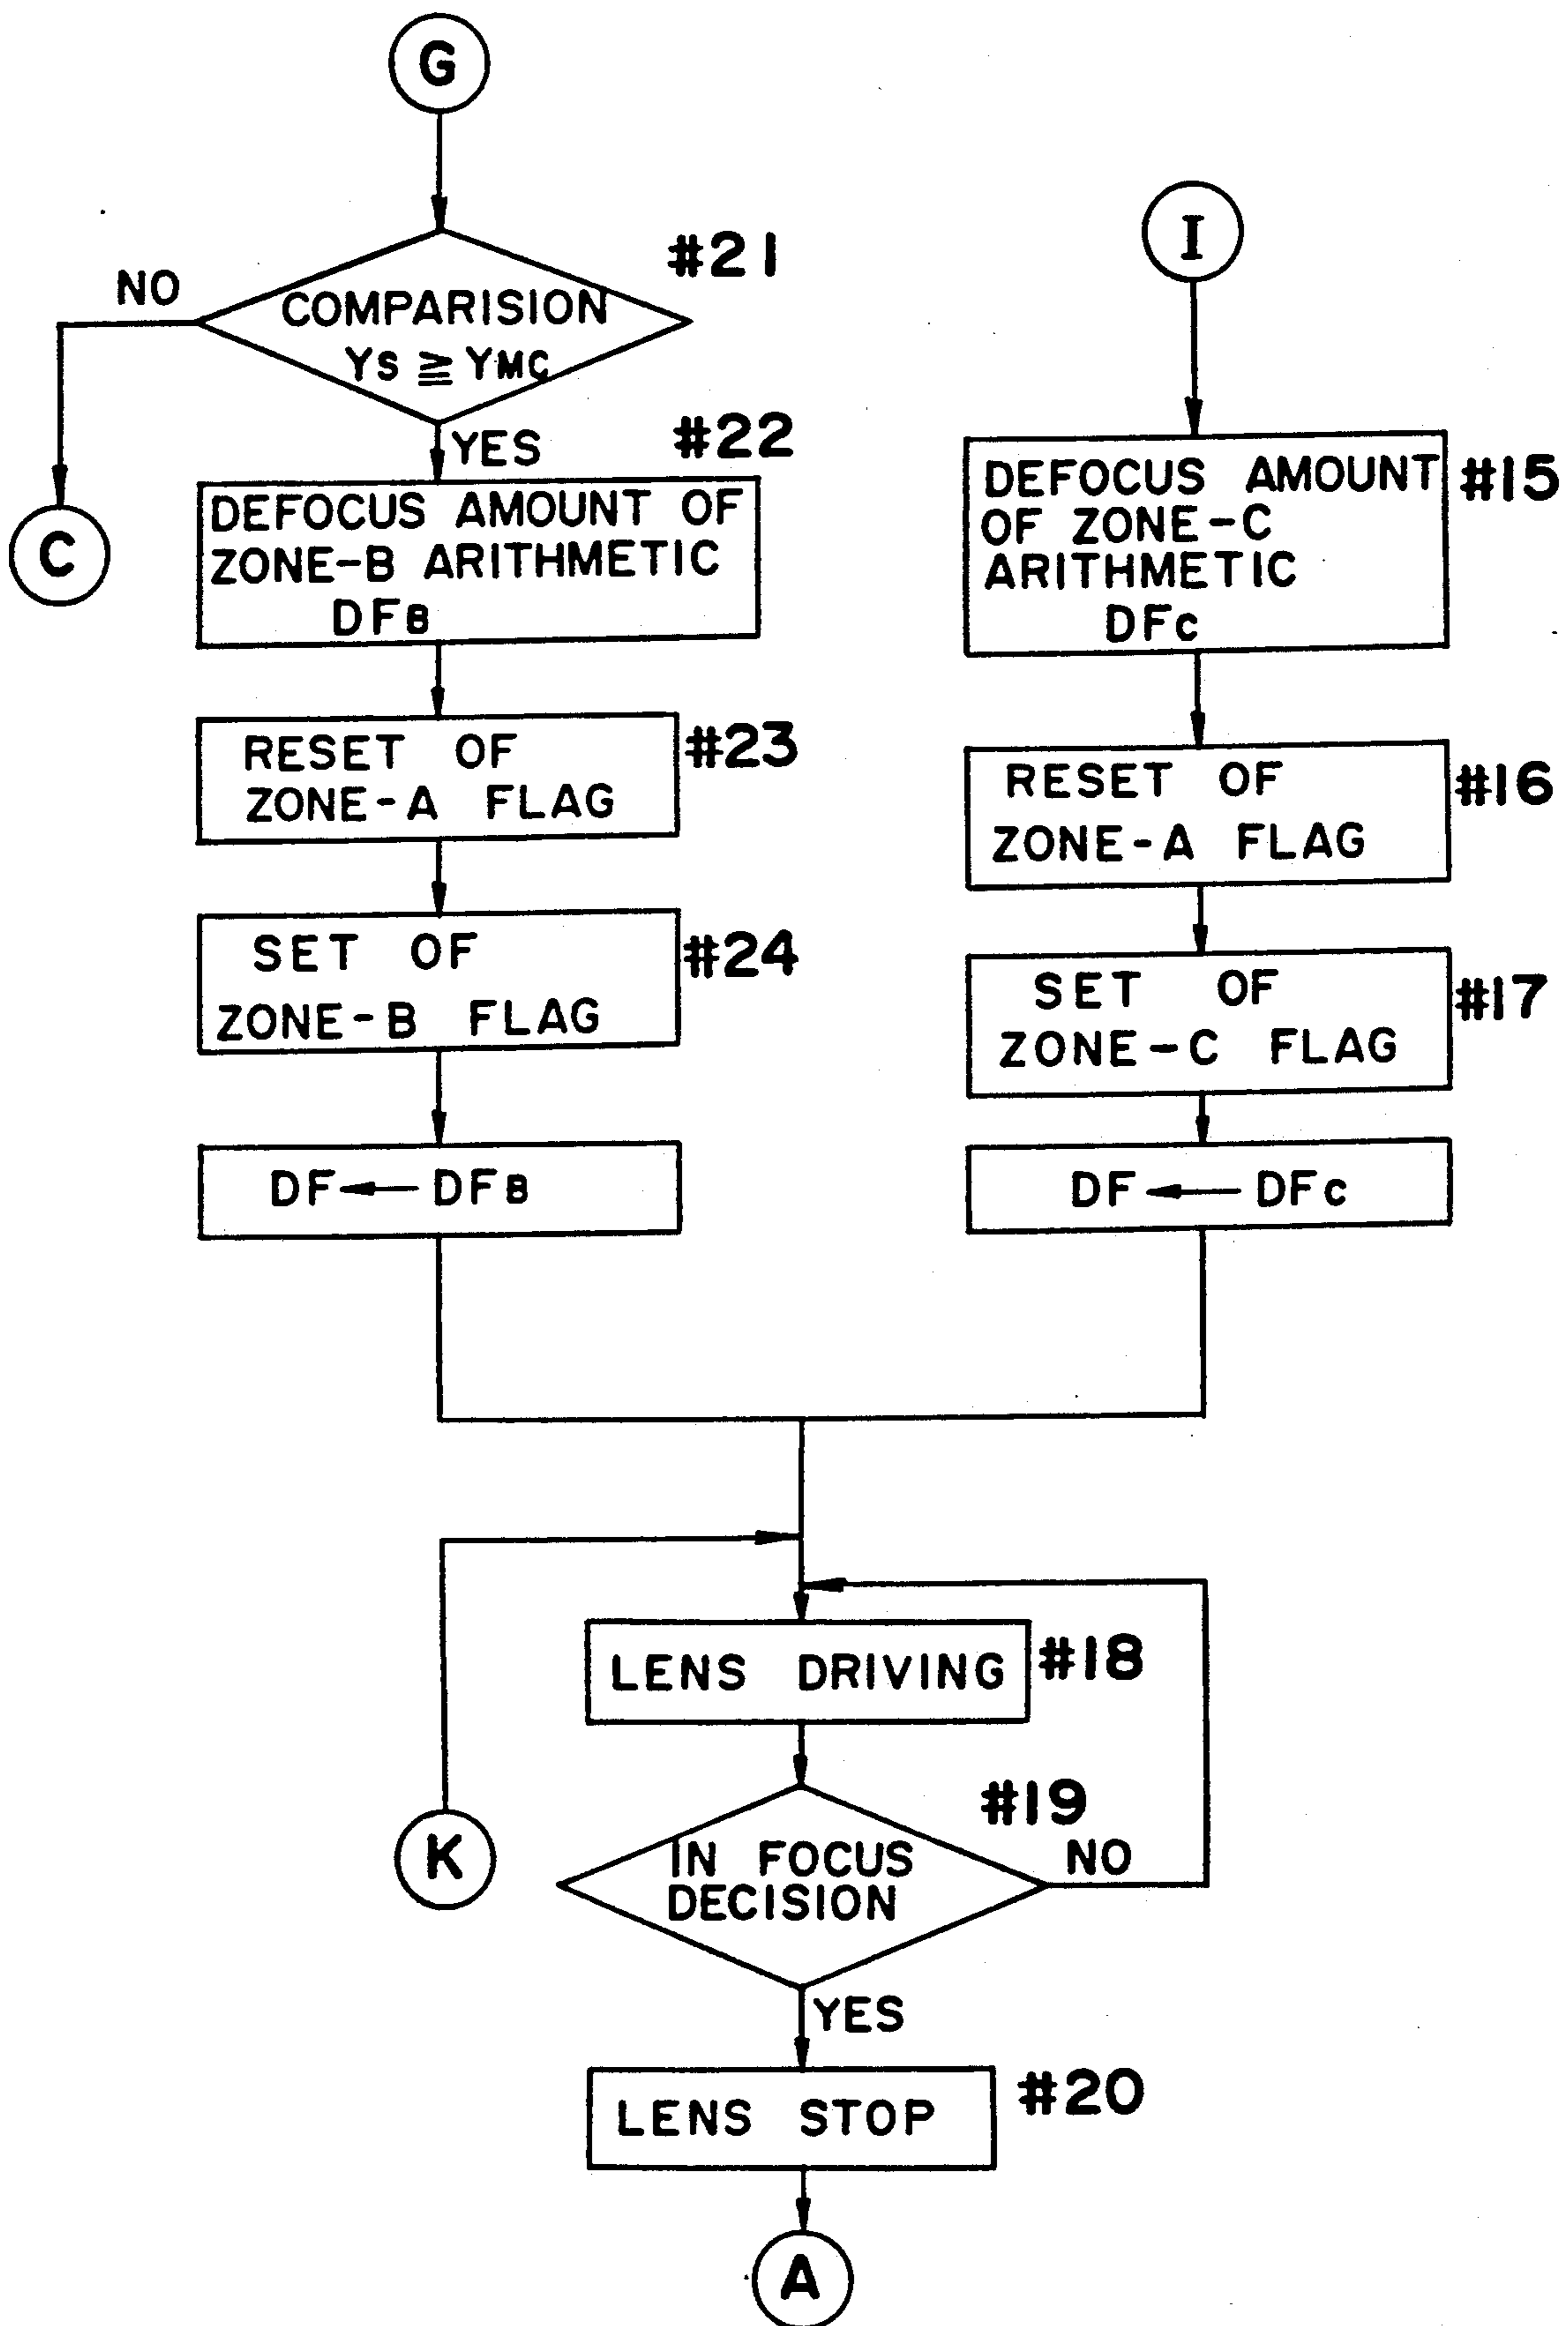 G
#21
NO
COMPARISION
YS ≧ YMC
YES
#22
C
DEFOCUS AMOUNT OF
ZONE-B ARITHMETIC
DFB
RESET OF
ZONE-A FLAG
#23
SET OF
ZONE-B FLAG
#24
DF ← DFB
I
DEFOCUS AMOUNT
OF ZONE-C
ARITHMETIC
DFC
#15
RESET OF
ZONE-A FLAG
#16
SET OF
ZONE-C FLAG
#17
DF ← DFC
LENS DRIVING
#18
K
#19
IN FOCUS
DECISION
NO
YES
LENS STOP
#20
A